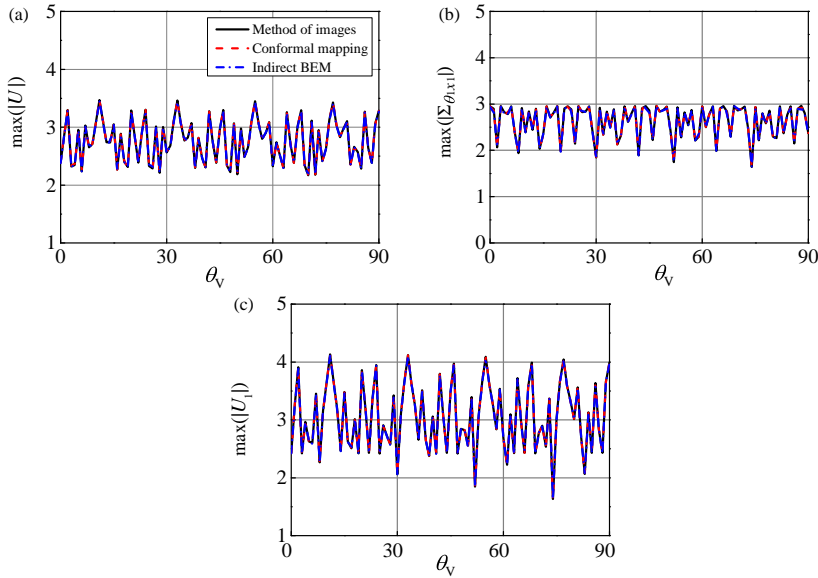 (a)
5
4
3
2
1
max(|U|)
Method of images
Conformal mapping
Indirect BEM
0 30 60 90
θV
(b)
5
4
3
2
1
0
max(|Σθ1x1|)
0 30 60 90
θV
(c)
5
4
3
2
1
max(|U1|)
0 30 60 90
θV